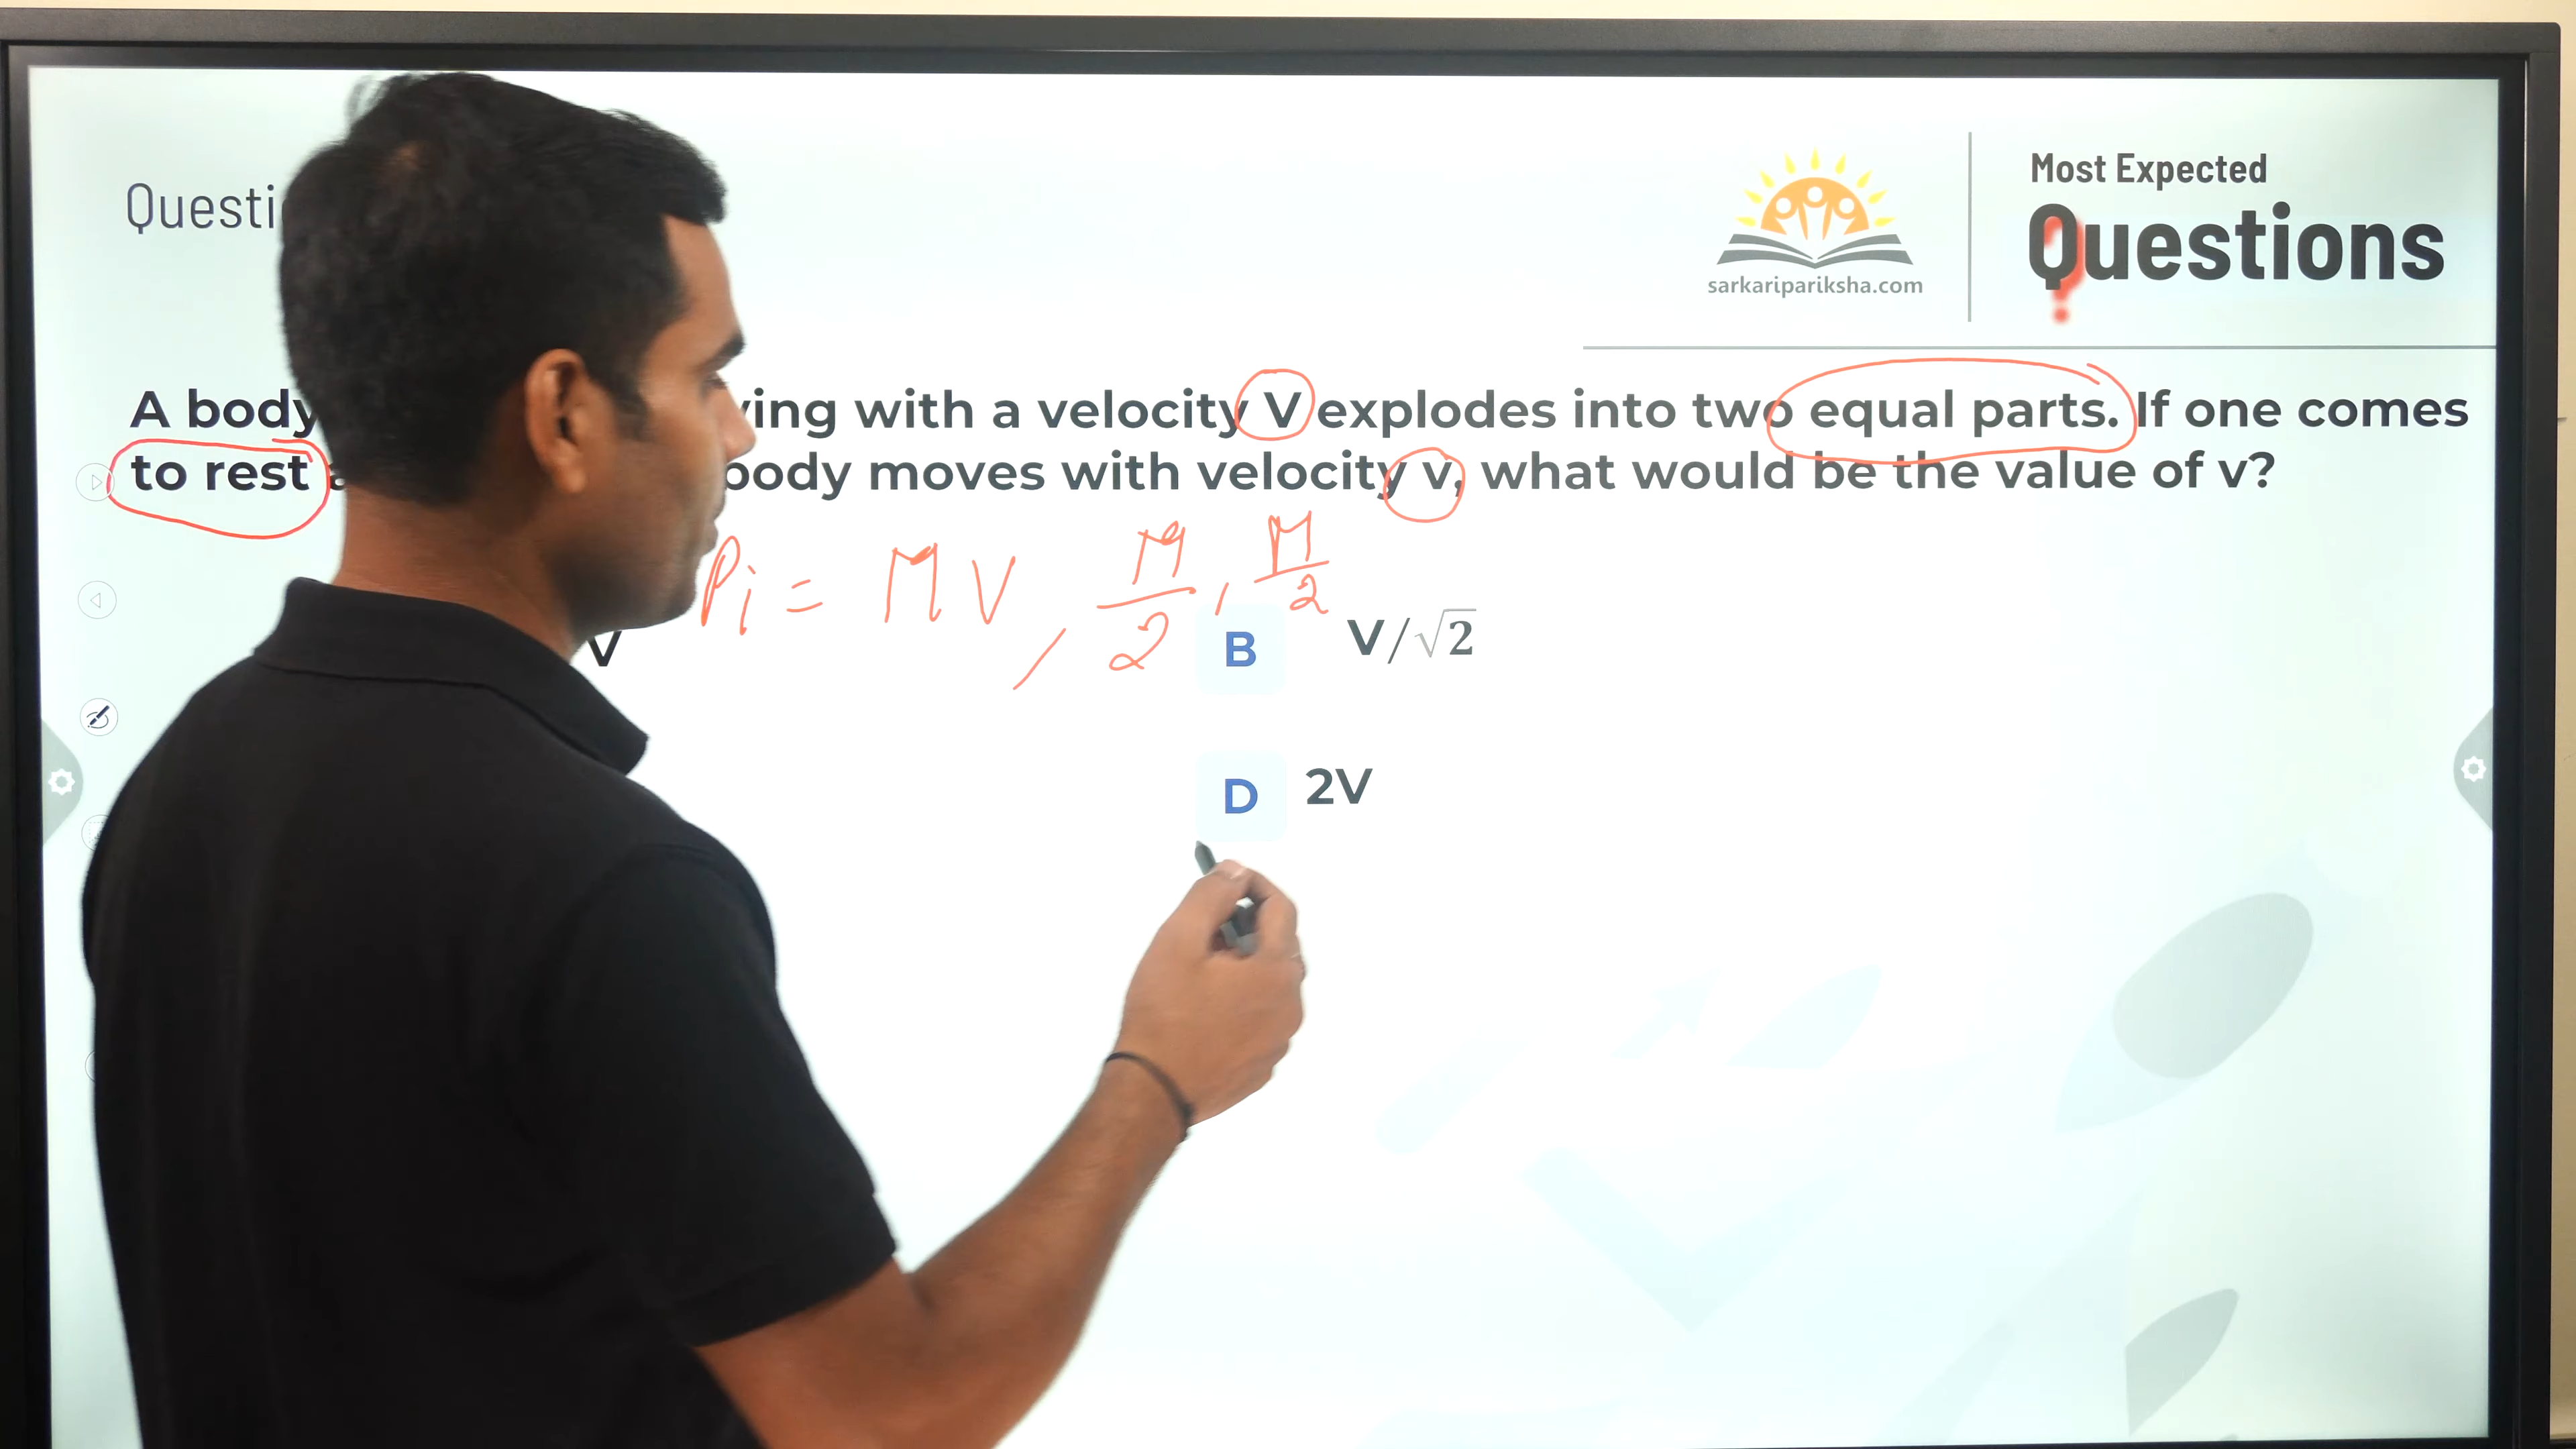 Questi
Most Expected
Questions
sarkaripariksha.com
A body ving with a velocity V explodes into two equal parts. If one comes
to rest body moves with velocity v, what would be the value of v?
Pi = MV, M/2, M/2
V
B V/√2
D 2V